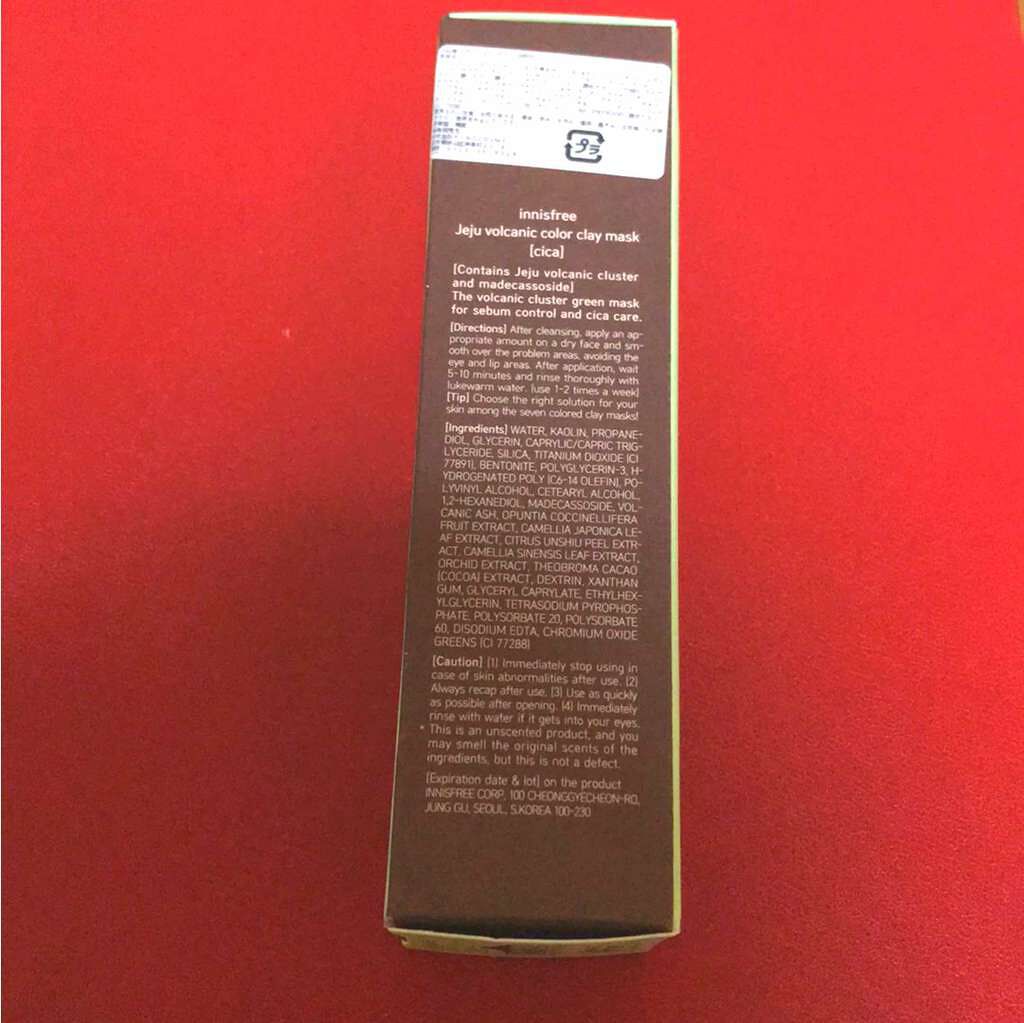 プラ
innisfree
Jeju volcanic color clay mask
[cica]
[Contains Jeju volcanic cluster
and madecassoside]
The volcanic cluster green mask
for sebum control and cica care.
[Directions] After cleansing, apply an ap-
propriate amount on a dry face and sm-
ooth over the problem areas, avoiding the
eye and lip areas. After application, wait
5-10 minutes and rinse thoroughly with
lukewarm water. [use 1-2 times a week]
[Tip] Choose the right solution for your
skin among the seven colored clay masks!
[Ingredients] WATER, KAOLIN, PROPANE-
DIOL, GLYCERIN, CAPRYLIC/CAPRIC TRIG-
LYCERIDE, SILICA, TITANIUM DIOXIDE (CI
77891), BENTONITE, POLYGLYCERIN-3, H-
YDROGENATED POLY (C6-14 OLEFIN), PO-
LYVINYL ALCOHOL, CETEARYL ALCOHOL,
1,2-HEXANEDIOL, MADECASSOSIDE, VOL-
CANIC ASH, OPUNTIA COCCINELLIFERA
FRUIT EXTRACT, CAMELLIA JAPONICA LE-
AF EXTRACT, CITRUS UNSHIU PEEL EXTR-
ACT, CAMELLIA SINENSIS LEAF EXTRACT,
ORCHID EXTRACT, THEOBROMA CACAO
(COCOA) EXTRACT, DEXTRIN, XANTHAN
GUM, GLYCERYL CAPRYLATE, ETHYLHEX-
YLGLYCERIN, TETRASODIUM PYROPHOS-
PHATE, POLYSORBATE 20, POLYSORBATE
60, DISODIUM EDTA, CHROMIUM OXIDE
GREENS (CI 77288)
[Caution] (1) Immediately stop using in
case of skin abnormalities after use. (2)
Always recap after use. (3) Use as quickly
as possible after opening. (4) Immediately
rinse with water if it gets into your eyes.
* This is an unscented product, and you
may smell the original scents of the
ingredients, but this is not a defect.
[Expiration date & lot] on the product
INNISFREE CORP. 100 CHEONGGYECHEON-RO,
JUNG GU, SEOUL, S.KOREA 100-230